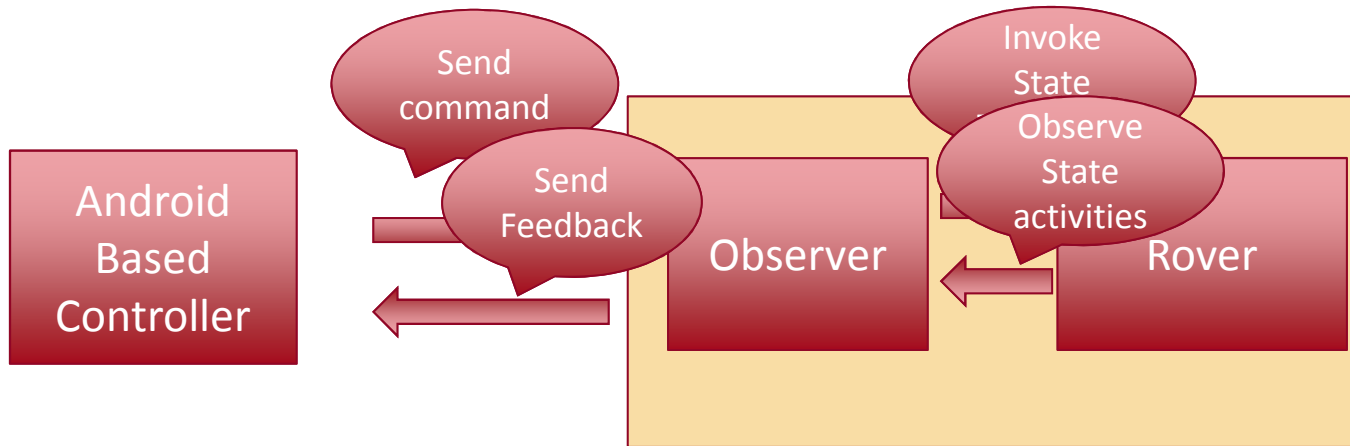 Send
command
Invoke
State
Observe
State
activities
Send
Feedback
Android
Based
Controller
Observer
Rover